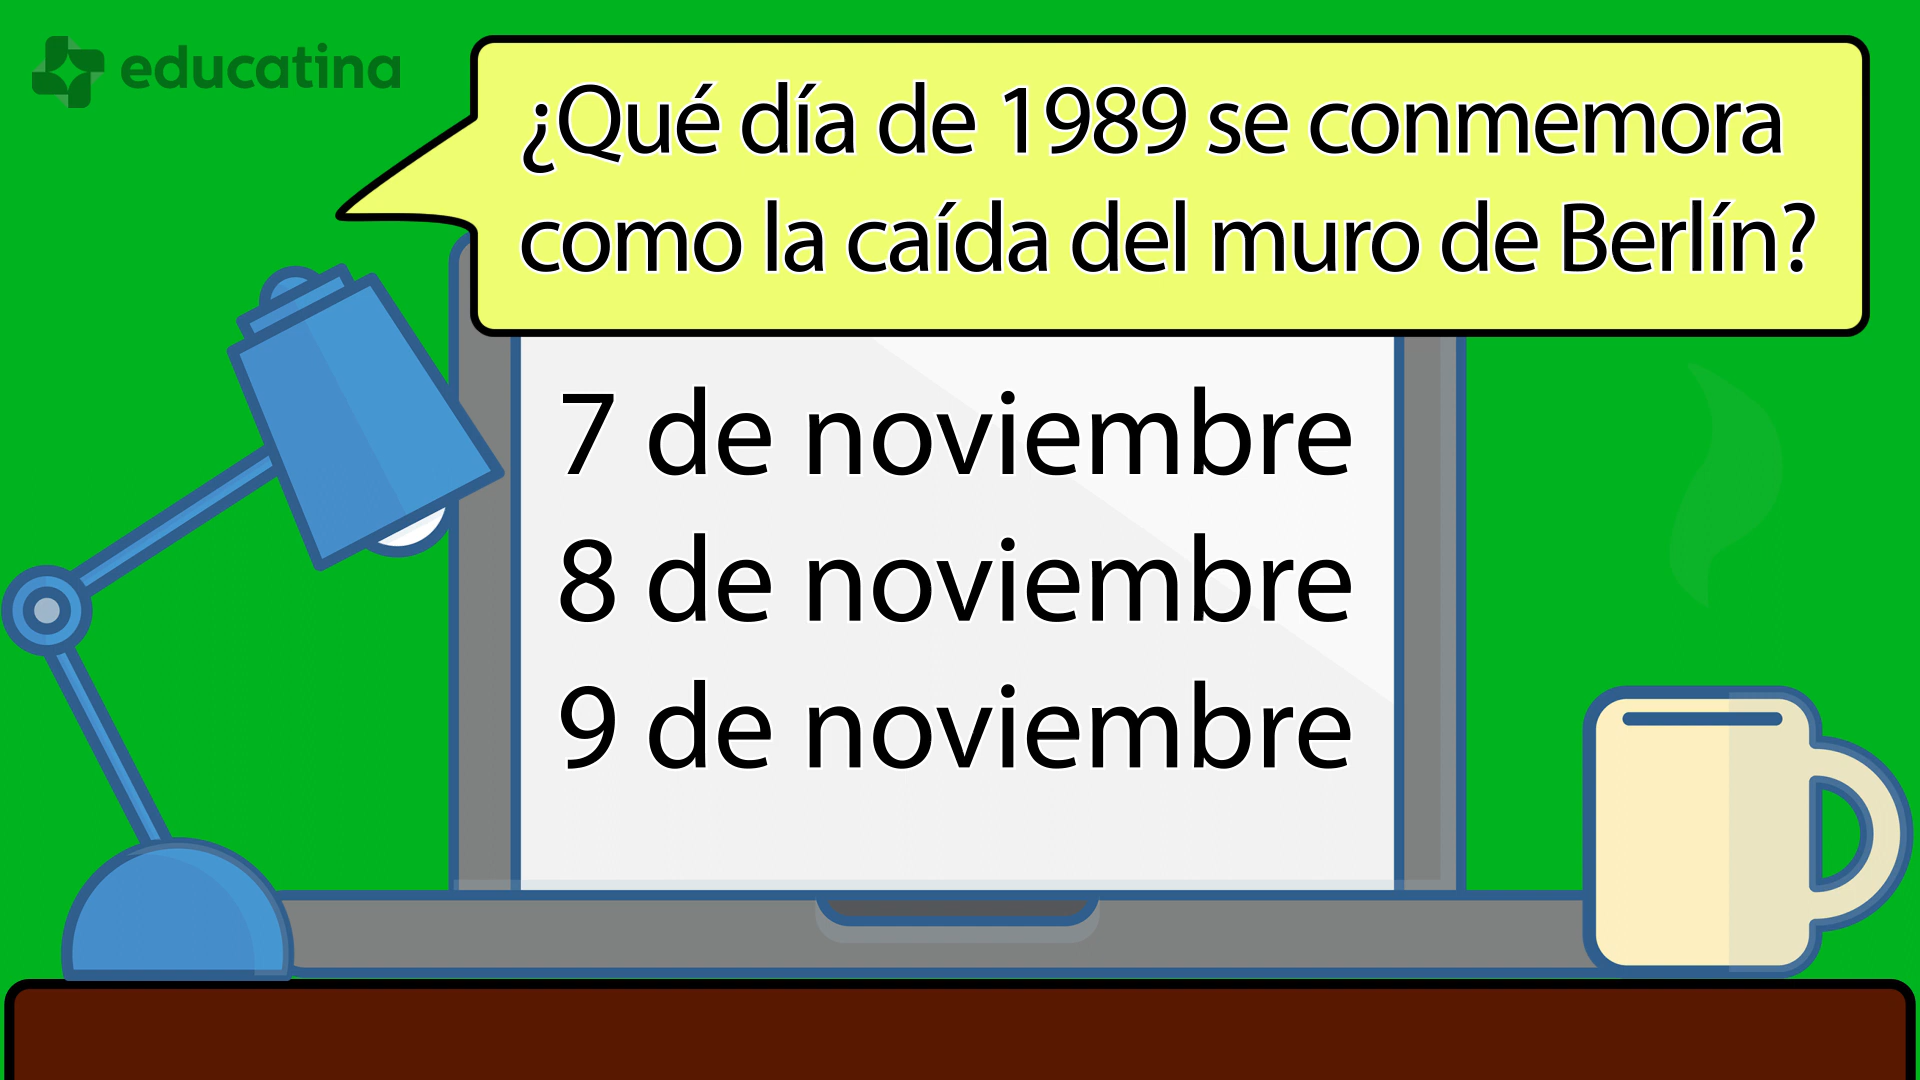 educatina
¿Qué día de 1989 se conmemora
como la caída del muro de Berlín?
7 de noviembre
8 de noviembre
9 de noviembre